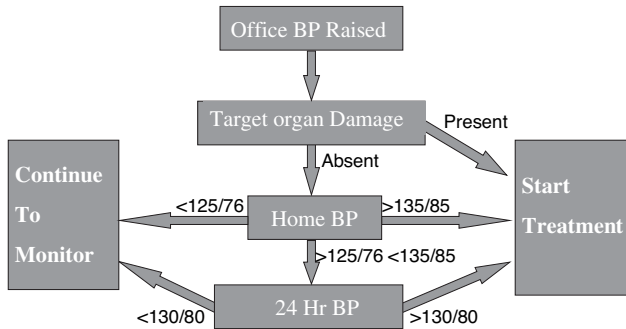 Office BP Raised
Target organ Damage
Present
Absent
Continue
To
Monitor
<125/76
Home BP
>135/85
Start
Treatment
>125/76 <135/85
<130/80
24 Hr BP
>130/80